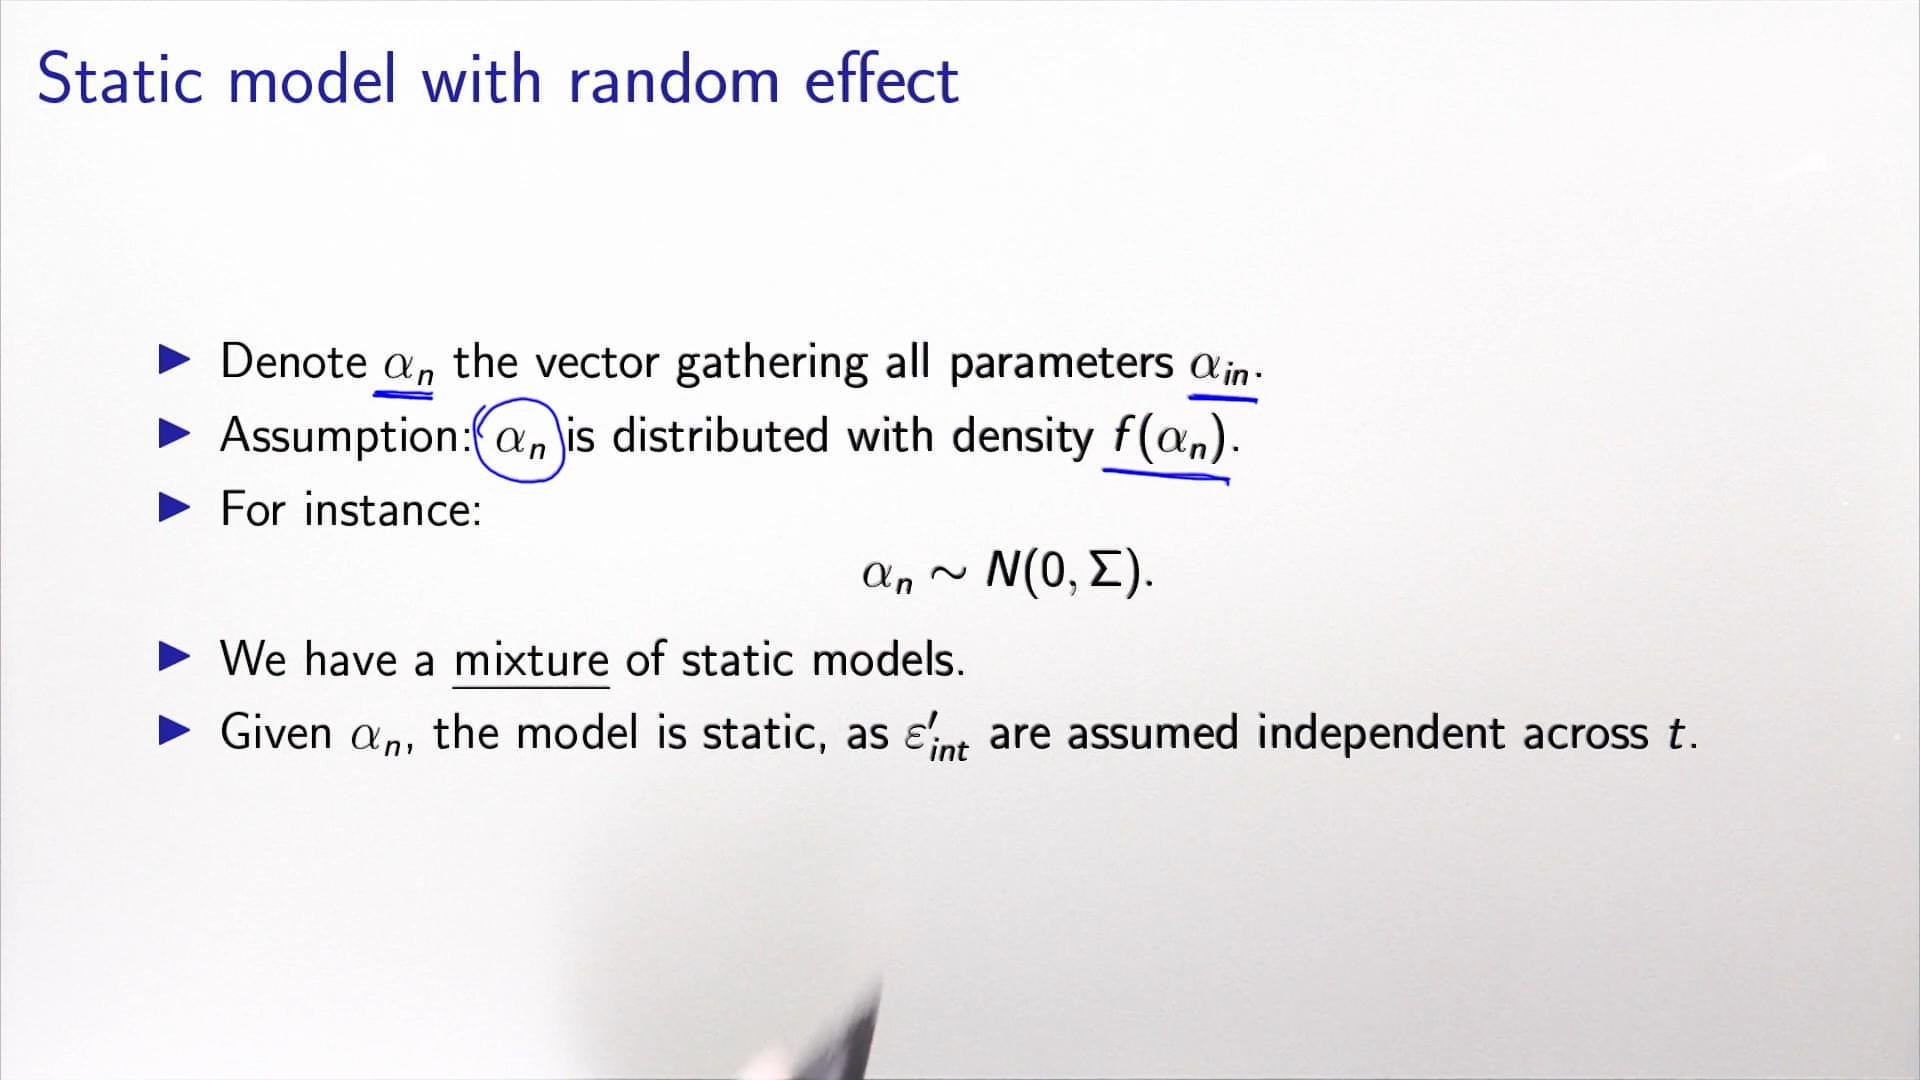 Static model with random effect
▶ Denote αₙ the vector gathering all parameters αᵢₙ.
▶ Assumption: αₙ is distributed with density f(αₙ).
▶ For instance:
αₙ ∼ N(0, Σ).
▶ We have a mixture of static models.
▶ Given αₙ, the model is static, as ε′ᵢₙₜ are assumed independent across t.